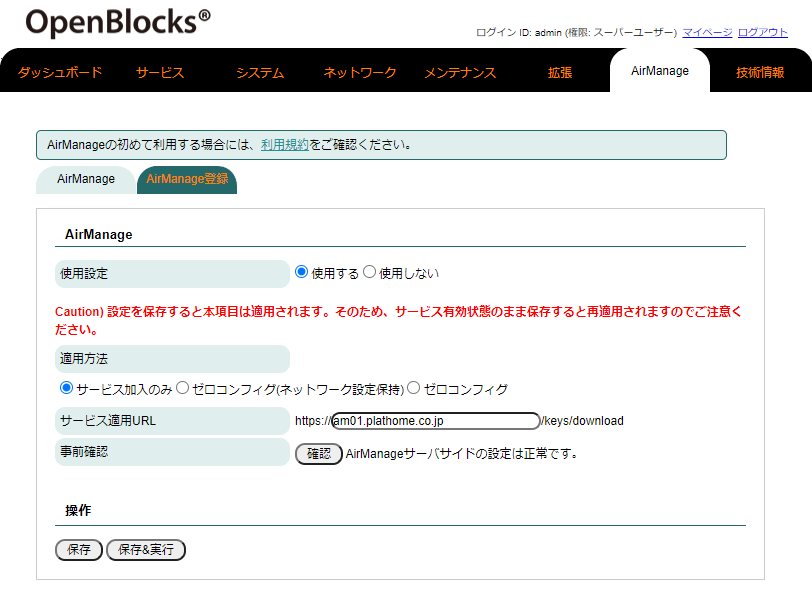 OpenBlocks®
ログイン ID: admin (権限: スーパーユーザー) マイページ ログアウト
ダッシュボード サービス システム ネットワーク メンテナンス 拡張 AirManage 技術情報
AirManageの初めて利用する場合には、利用規約をご確認ください。
AirManage AirManage登録
AirManage
使用設定 使用する 使用しない
Caution) 設定を保存すると本項目は適用されます。そのため、サービス有効状態のまま保存すると再適用されますのでご注意く
ださい。
適用方法
サービス加入のみ ゼロコンフィグ(ネットワーク設定保持) ゼロコンフィグ
サービス適用URL https://am01.plathome.co.jp/keys/download
事前確認 確認 AirManageサーバサイドの設定は正常です。
操作
保存 保存&実行